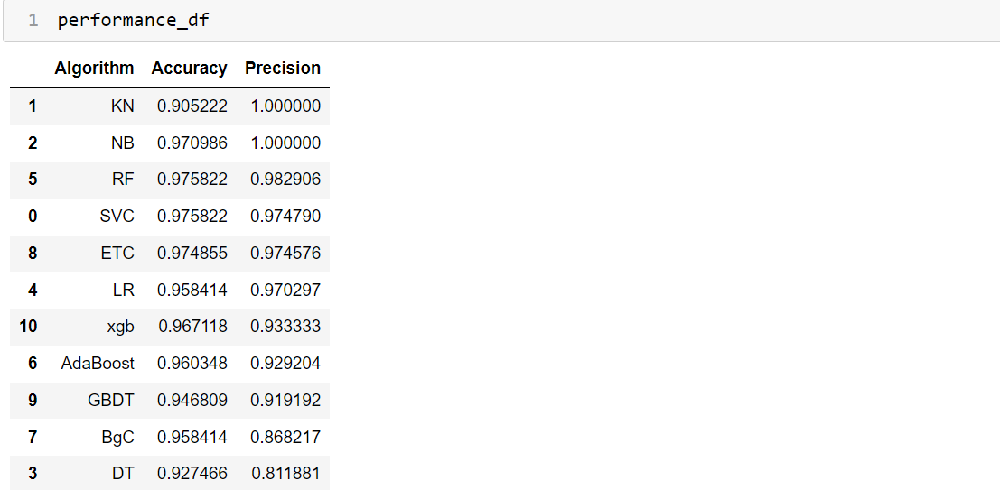 1 performance_df
Algorithm Accuracy Precision
1 KN 0.905222 1.000000
2 NB 0.970986 1.000000
5 RF 0.975822 0.982906
0 SVC 0.975822 0.974790
8 ETC 0.974855 0.974576
4 LR 0.958414 0.970297
10 xgb 0.967118 0.933333
6 AdaBoost 0.960348 0.929204
9 GBDT 0.946809 0.919192
7 BgC 0.958414 0.868217
3 DT 0.927466 0.811881